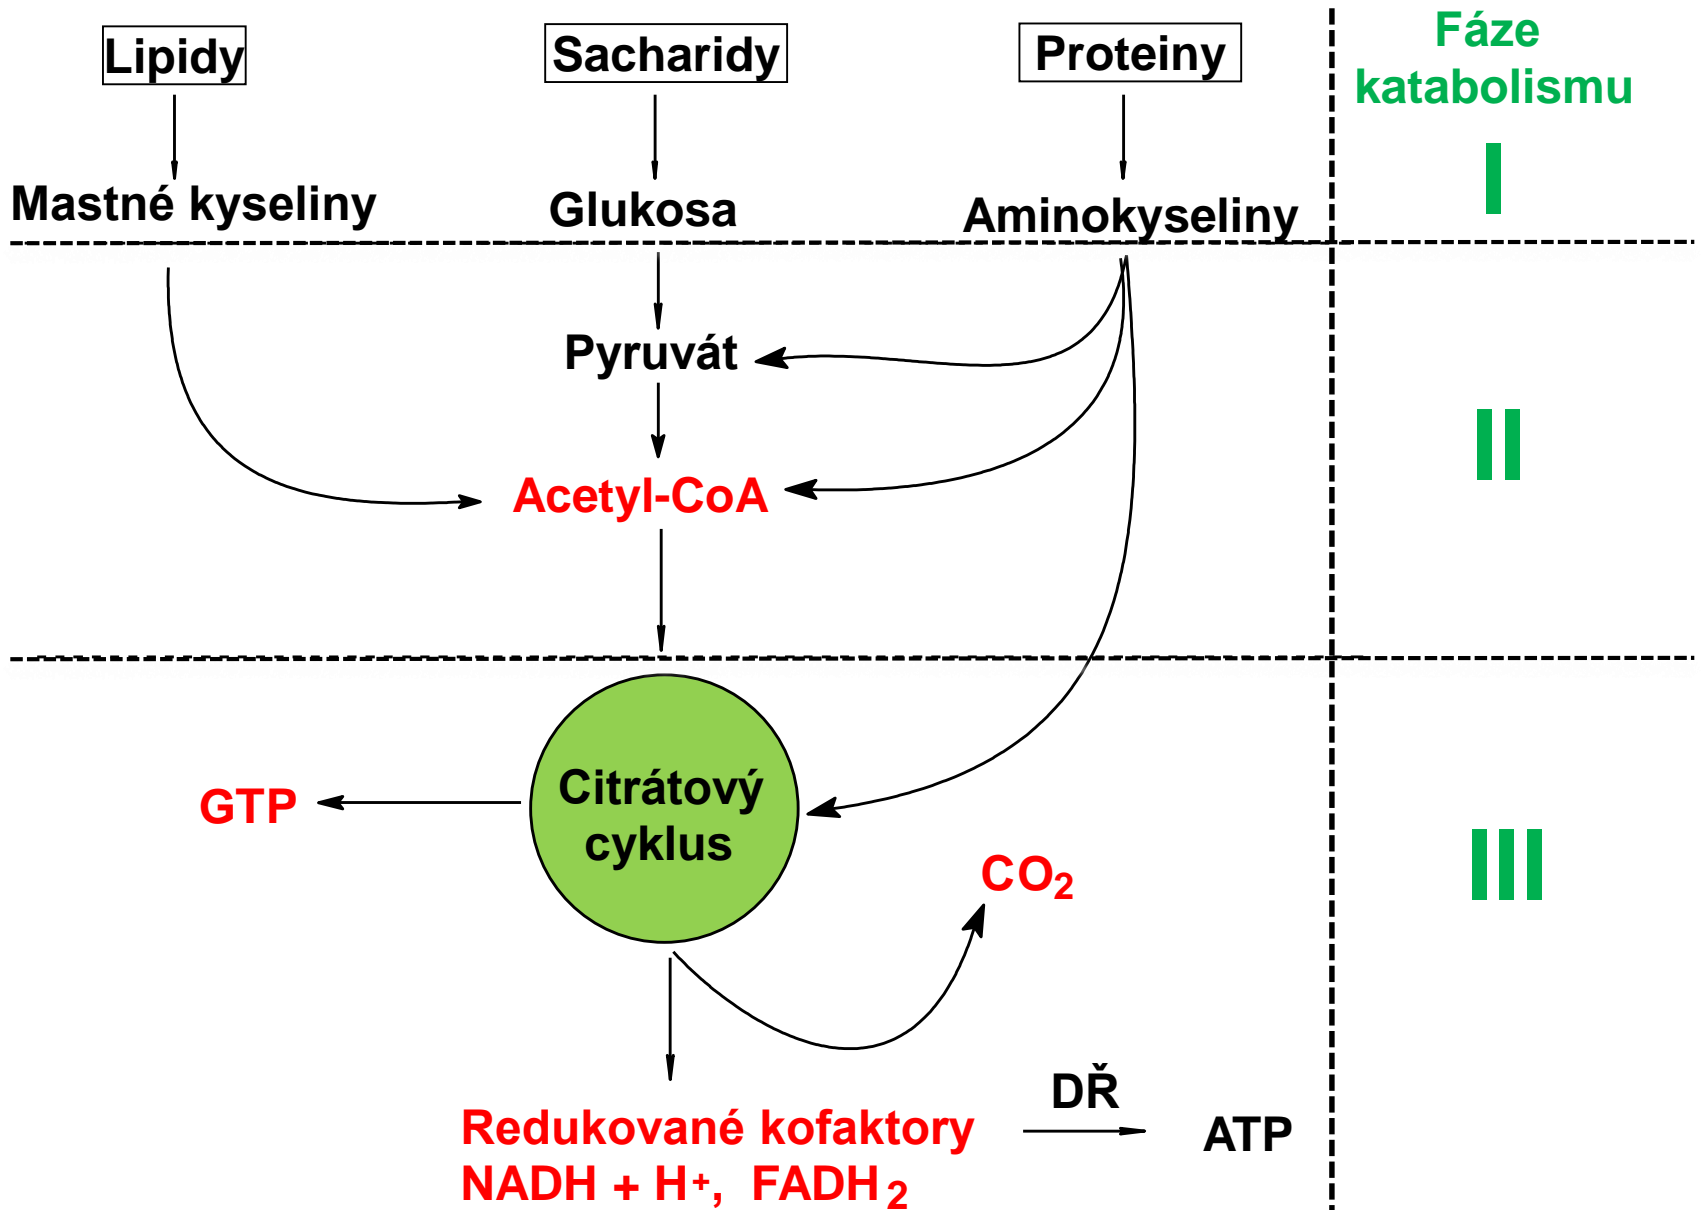 Lipidy
Sacharidy
Proteiny
Fáze
katabolismu
I
Mastné kyseliny
Glukosa
Aminokyseliny
Pyruvát
II
Acetyl-CoA
Citrátový
cyklus
GTP
CO₂
III
DŘ
Redukované kofaktory
ATP
NADH + H⁺, FADH₂